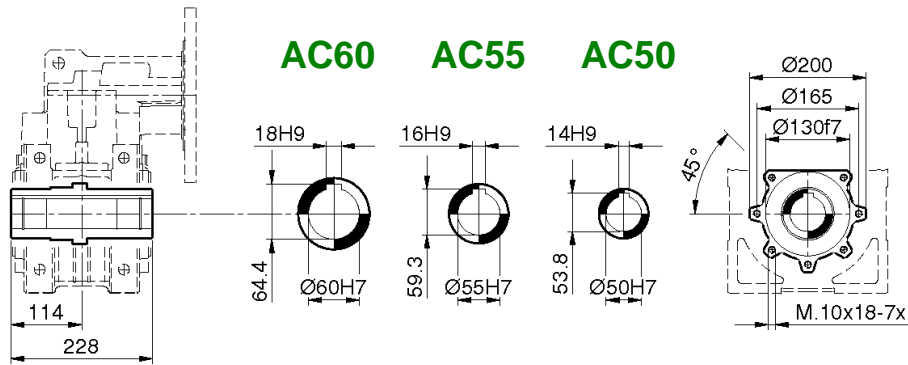 AC60 AC55 AC50
Ø200
Ø165
Ø130f7
18H9 16H9 14H9
45°
64.4 59.3 53.8
Ø60H7 Ø55H7 Ø50H7
114
M.10x18-7x
228